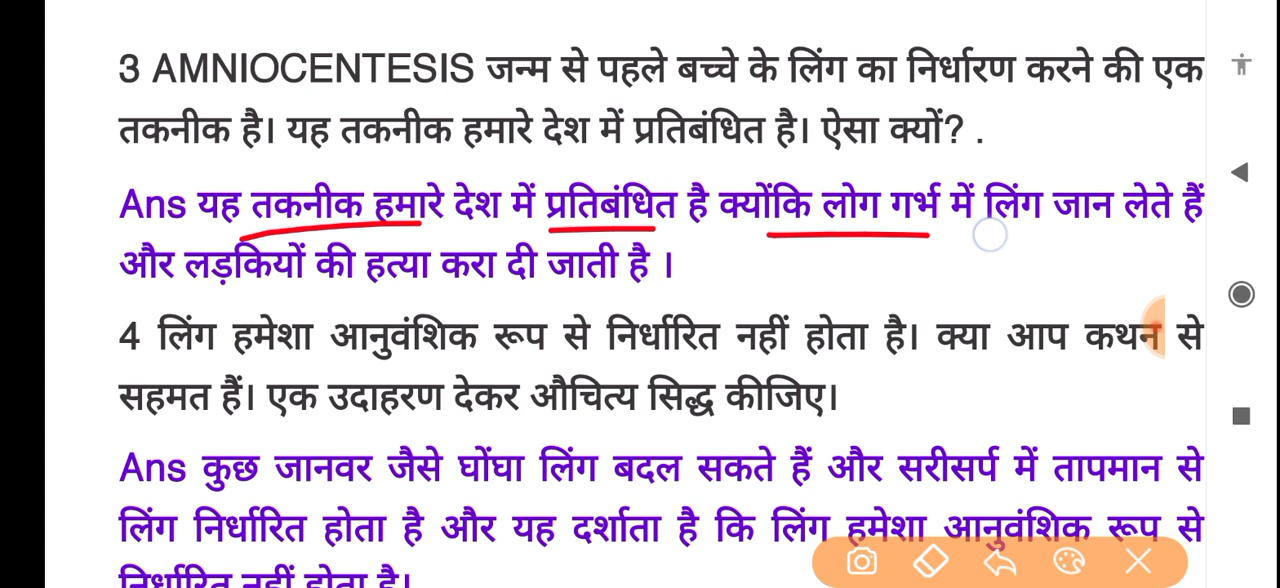 3 AMNIOCENTESIS जन्म से पहले बच्चे के लिंग का निर्धारण करने की एक
तकनीक है। यह तकनीक हमारे देश में प्रतिबंधित है। ऐसा क्यों? .
Ans यह तकनीक हमारे देश में प्रतिबंधित है क्योंकि लोग गर्भ में लिंग जान लेते हैं
और लड़कियों की हत्या करा दी जाती है ।
4 लिंग हमेशा आनुवंशिक रूप से निर्धारित नहीं होता है। क्या आप कथन से
सहमत हैं। एक उदाहरण देकर औचित्य सिद्ध कीजिए।
Ans कुछ जानवर जैसे घोंघा लिंग बदल सकते हैं और सरीसर्प में तापमान से
लिंग निर्धारित होता है और यह दर्शाता है कि लिंग हमेशा आनुवंशिक रूप से
निर्धारित नहीं होता है।